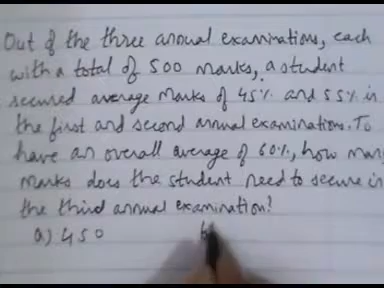 Out of the three annual examinations, each
with a total of 500 marks, a student
secured average marks of 45% and 55% in
the first and second annual examinations. To
have an overall average of 60%, how many
marks does the student need to secure in
the third annual examination?
a) 450 b